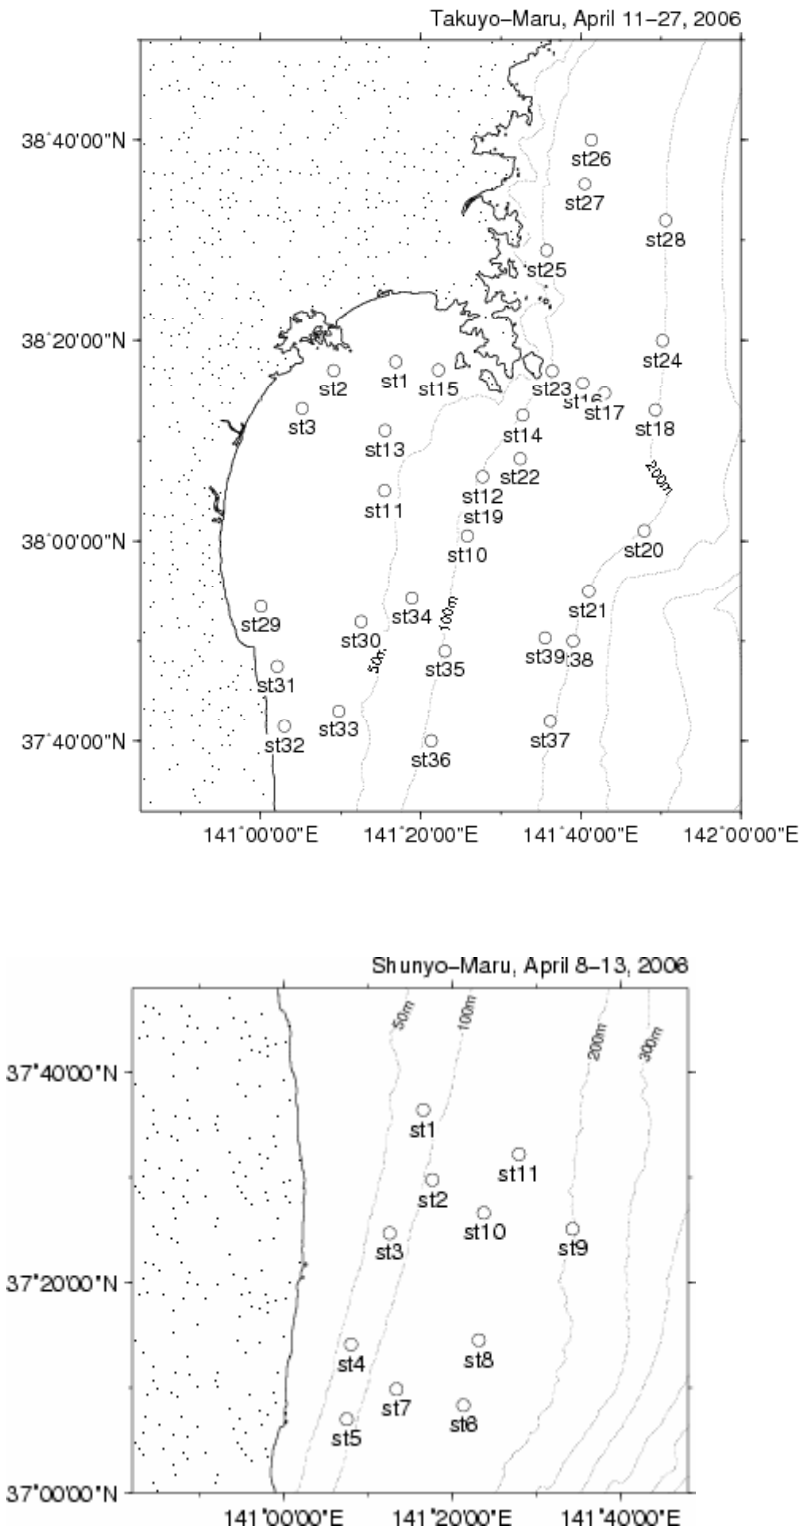 Takuyo-Maru, April 11-27, 2006
38°40'00"N
st26
st27
st28
st25
38°20'00"N
st24
st2
st1
st15
st23
st16
st17
st3
st18
st14
st13
st22
200m
st12
st11
st19
38°00'00"N
st10
st20
st21
st34
100m
st29
st30
st39
st38
50m
st35
st31
st33
st37
37°40'00"N
st32
st36
141°00'00"E 141°20'00"E 141°40'00"E 142°00'00"E
Shunyo-Maru, April 8-13, 2006
50m 100m 200m 300m
37°40'00"N
st1
st11
st2
st10
st3
st9
37°20'00"N
st4
st8
st7
st6
st5
37°00'00"N
141°00'00"E 141°20'00"E 141°40'00"E